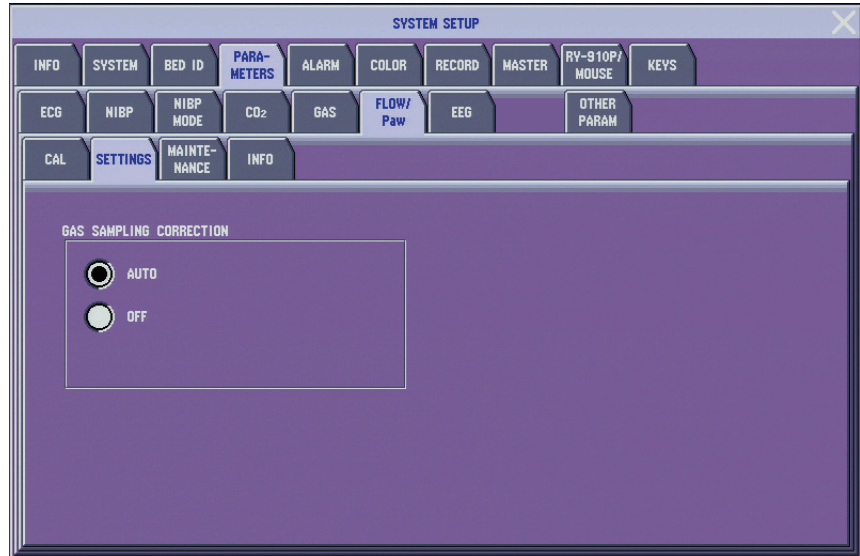 SYSTEM SETUP
INFO SYSTEM BED ID PARA-
METERS ALARM COLOR RECORD MASTER RY-910P/
MOUSE KEYS
ECG NIBP NIBP
MODE CO₂ GAS FLOW/
Paw EEG OTHER
PARAM
CAL SETTINGS MAINTE-
NANCE INFO
GAS SAMPLING CORRECTION
AUTO
OFF